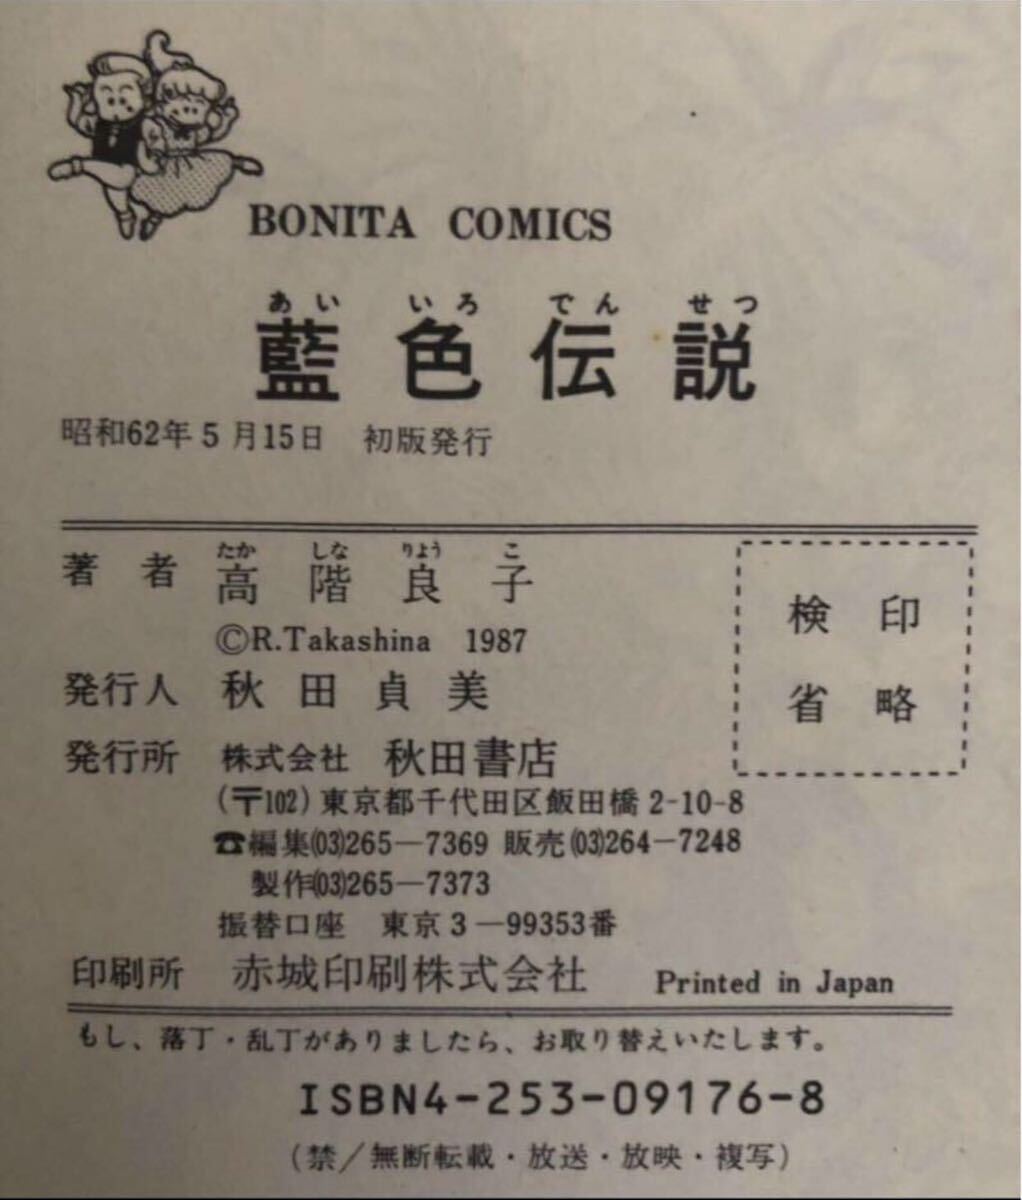 BONITA COMICS
あい いろ でん せつ
藍色伝説
昭和62年5月15日 初版発行
たか しな りょう こ
著者 高階良子
©R.Takashina 1987
検印
省略
発行人 秋田貞美
発行所 株式会社 秋田書店
(〒102) 東京都千代田区飯田橋2-10-8
☎編集(03)265―7369 販売(03)264―7248
製作(03)265―7373
振替口座 東京3―99353番
印刷所 赤城印刷株式会社 Printed in Japan
もし、落丁・乱丁がありましたら、お取り替えいたします。
ISBN4-253-09176-8
(禁/無断転載・放送・放映・複写)